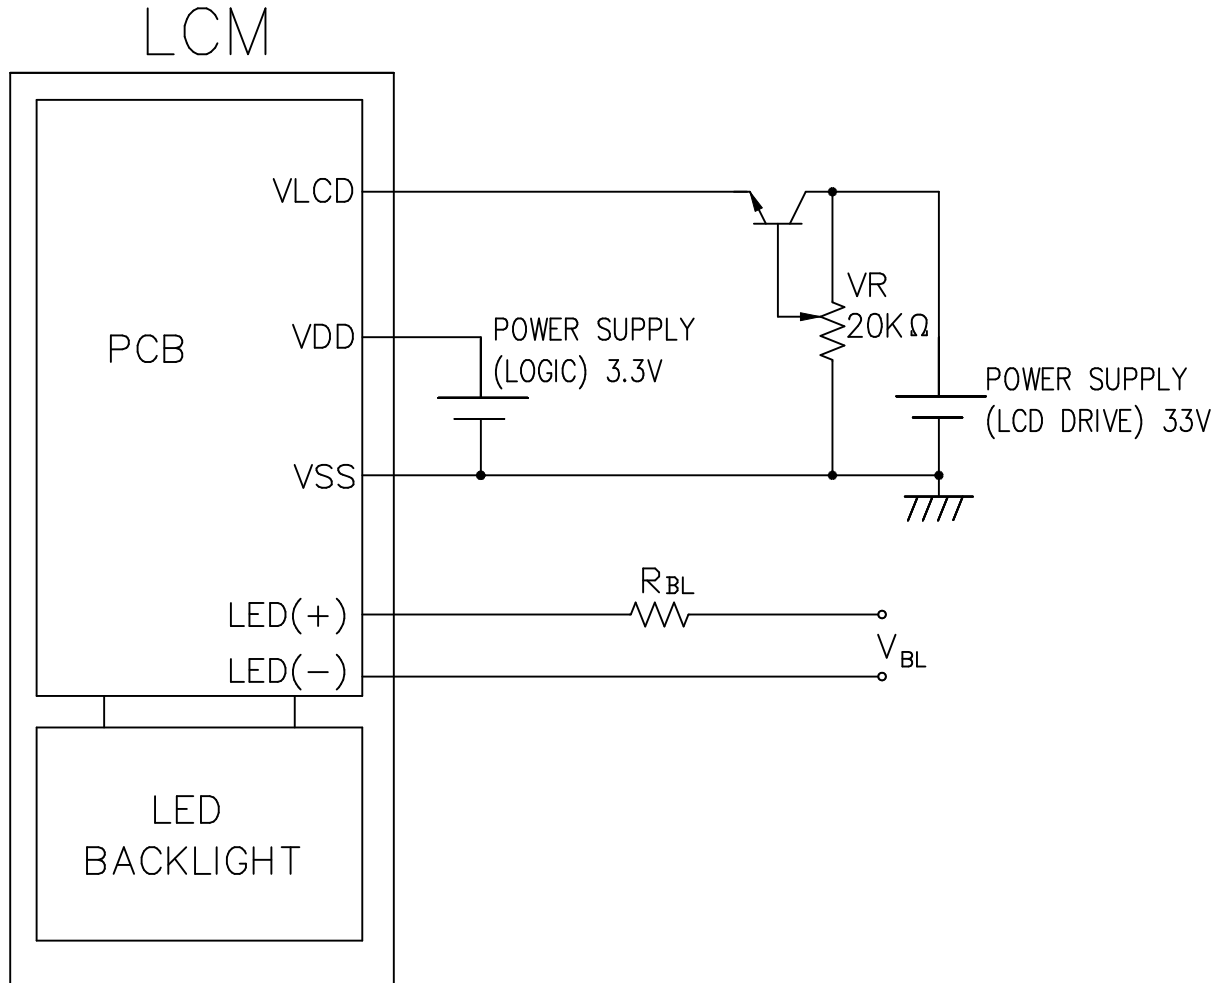 LCM
VLCD
VR
20KΩ
VDD
PCB
POWER SUPPLY
(LOGIC) 3.3V
POWER SUPPLY
(LCD DRIVE) 33V
VSS
RBL
LED(+)
VBL
LED(−)
LED
BACKLIGHT